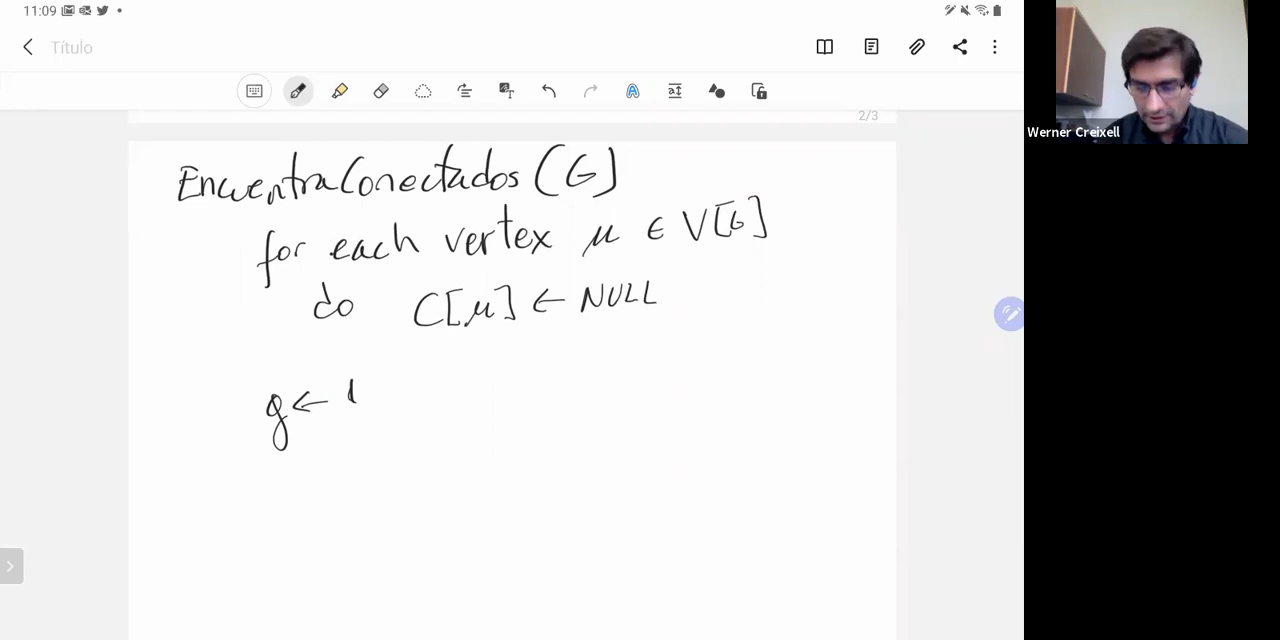 11:09
Título
2/3
EncuentraConectados (G)
for each vertex μ ∈ V[G]
do C[μ] ← NULL
g ← 1
Werner Creixell